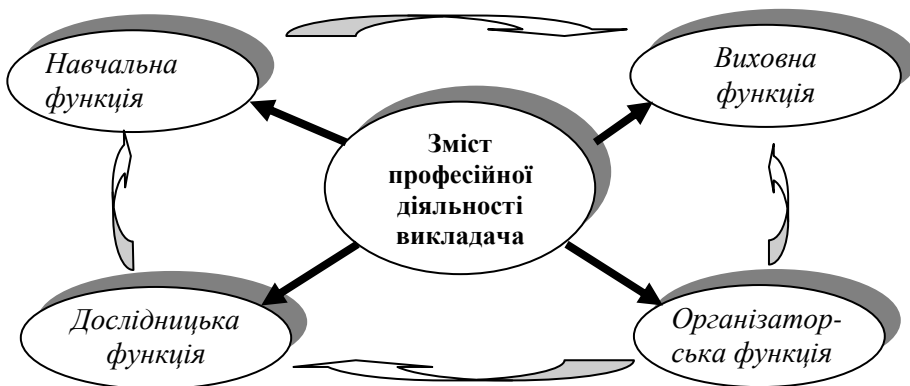 Навчальна
функція
Виховна
функція
Зміст
професійної
діяльності
викладача
Дослідницька
функція
Організатор-
ська функція